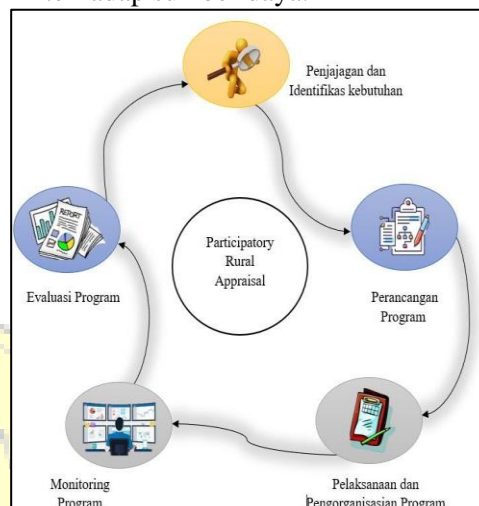 Penjajagan dan
Identifikas kebutuhan
REPORT
Participatory
Rural
Appraisal
Evaluasi Program
Perancangan
Program
Monitoring
Program
Pelaksanaan dan
Pengorganisasian Program